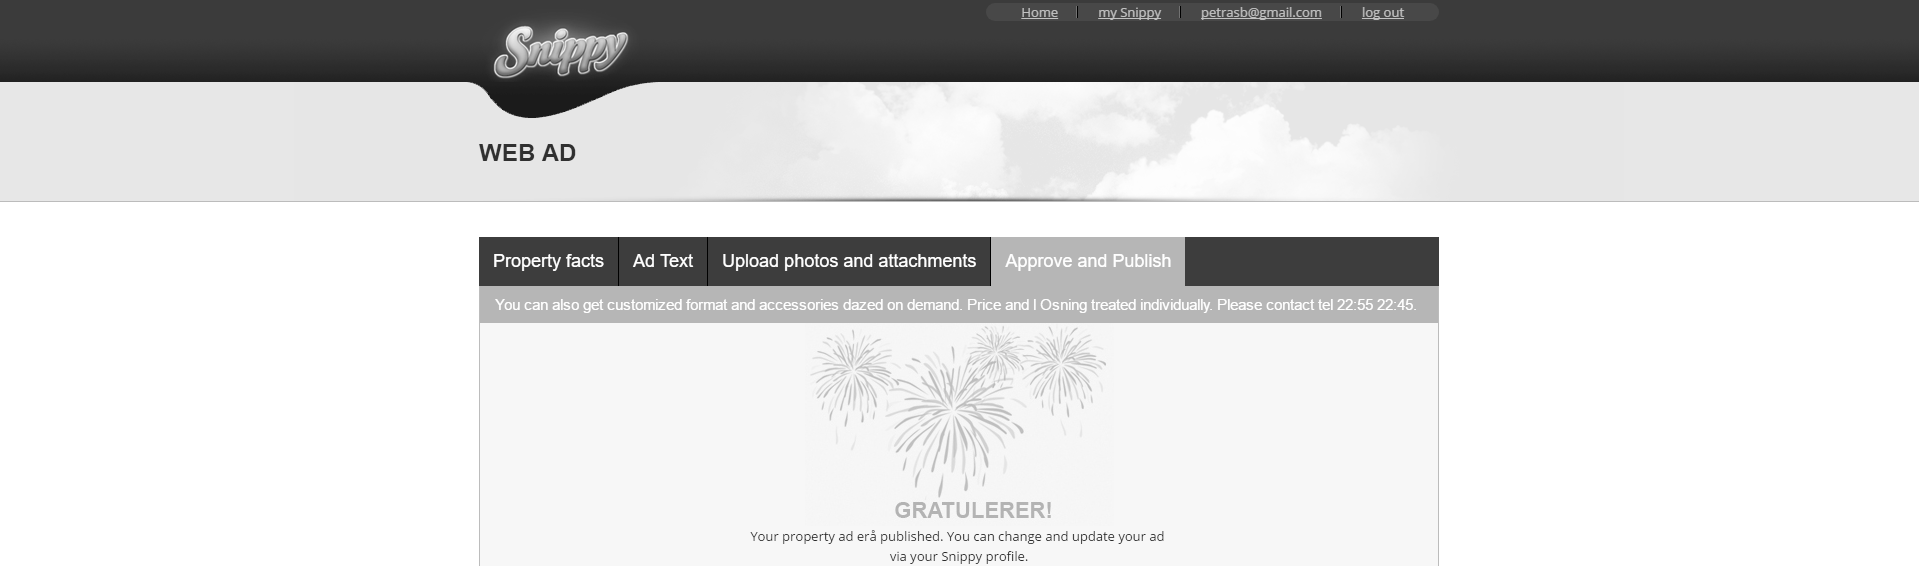 Home my Snippy petrasb@gmail.com log out
Snippy
WEB AD
Property facts Ad Text Upload photos and attachments Approve and Publish
You can also get customized format and accessories dazed on demand. Price and l Osning treated individually. Please contact tel 22:55 22:45.
GRATULERER!
Your property ad erå published. You can change and update your ad
via your Snippy profile.